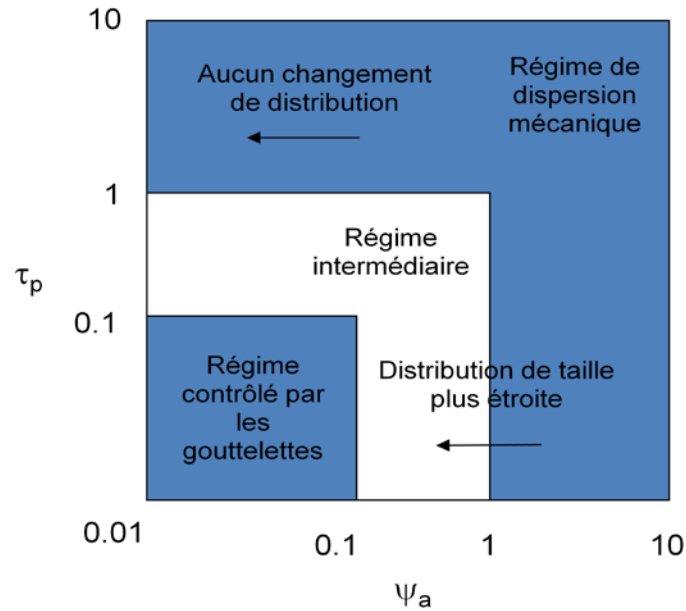 10
Aucun changement
de distribution
Régime de
dispersion
mécanique
1
Régime
intermédiaire
τp
0.1
Régime
contrôlé par
les
gouttelettes
Distribution de taille
plus étroite
0.01
0.1
1
10
ψa